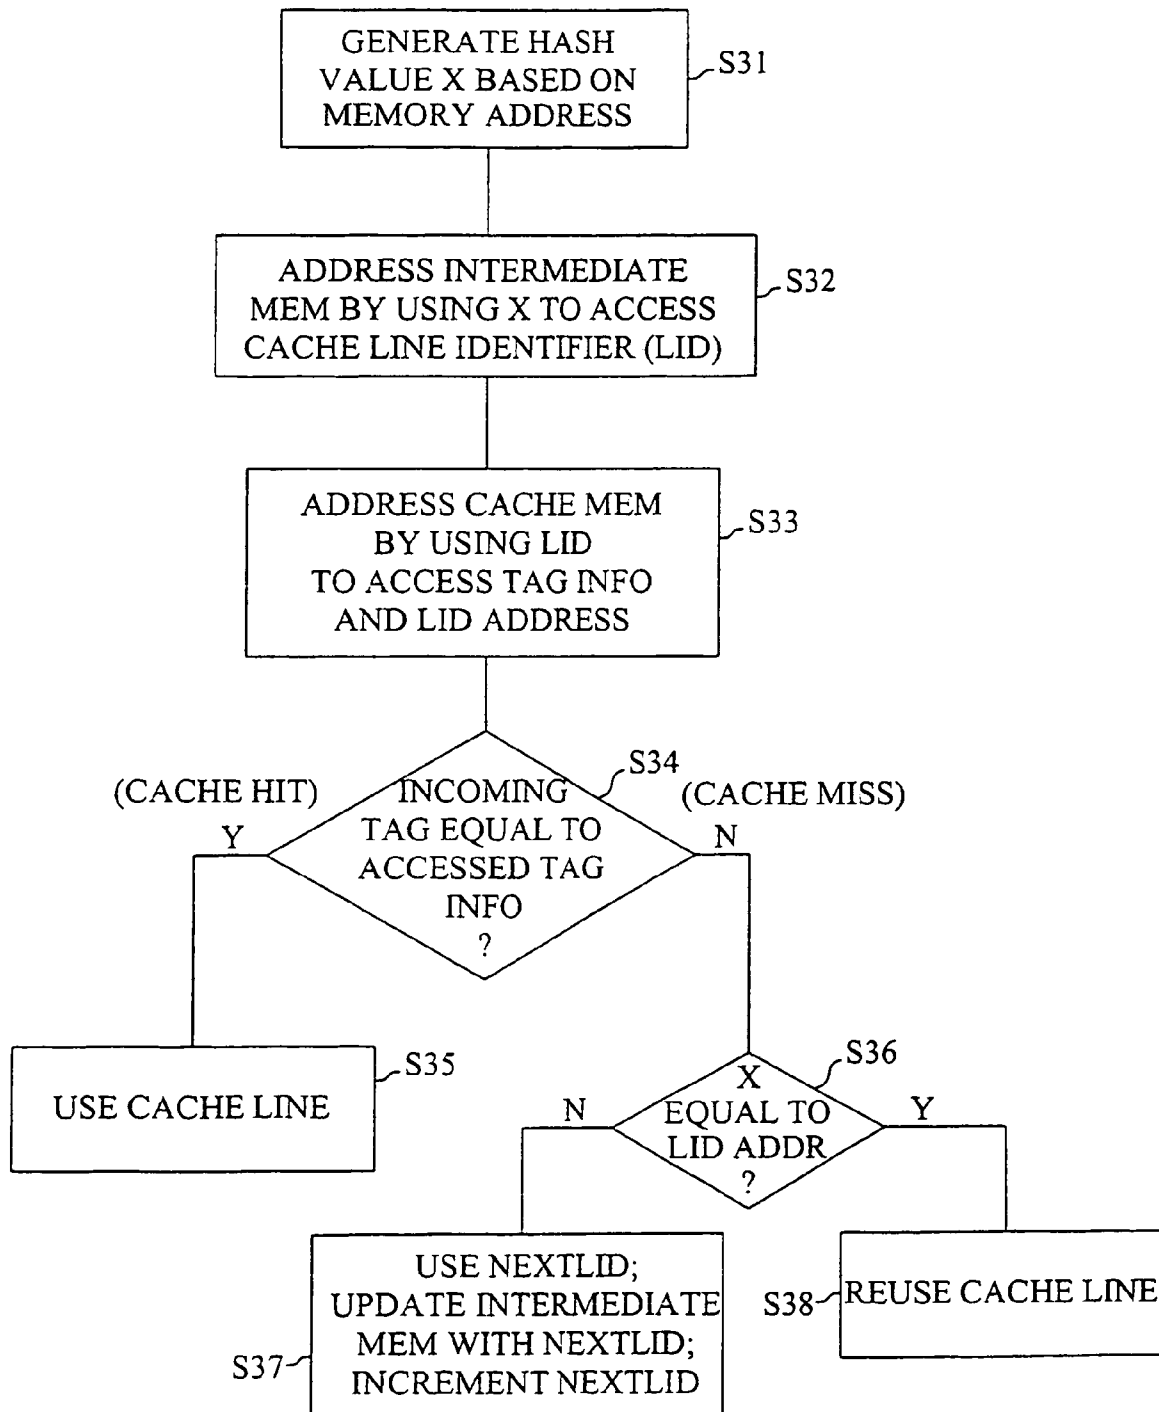 GENERATE HASH
VALUE X BASED ON
MEMORY ADDRESS
S31
ADDRESS INTERMEDIATE
MEM BY USING X TO ACCESS
CACHE LINE IDENTIFIER (LID)
S32
ADDRESS CACHE MEM
BY USING LID
TO ACCESS TAG INFO
AND LID ADDRESS
S33
S34
(CACHE HIT)
Y
INCOMING
TAG EQUAL TO
ACCESSED TAG
INFO
?
(CACHE MISS)
N
S35
USE CACHE LINE
S36
N
X
EQUAL TO
LID ADDR
?
Y
USE NEXTLID;
UPDATE INTERMEDIATE
MEM WITH NEXTLID;
INCREMENT NEXTLID
S37
S38
REUSE CACHE LINE